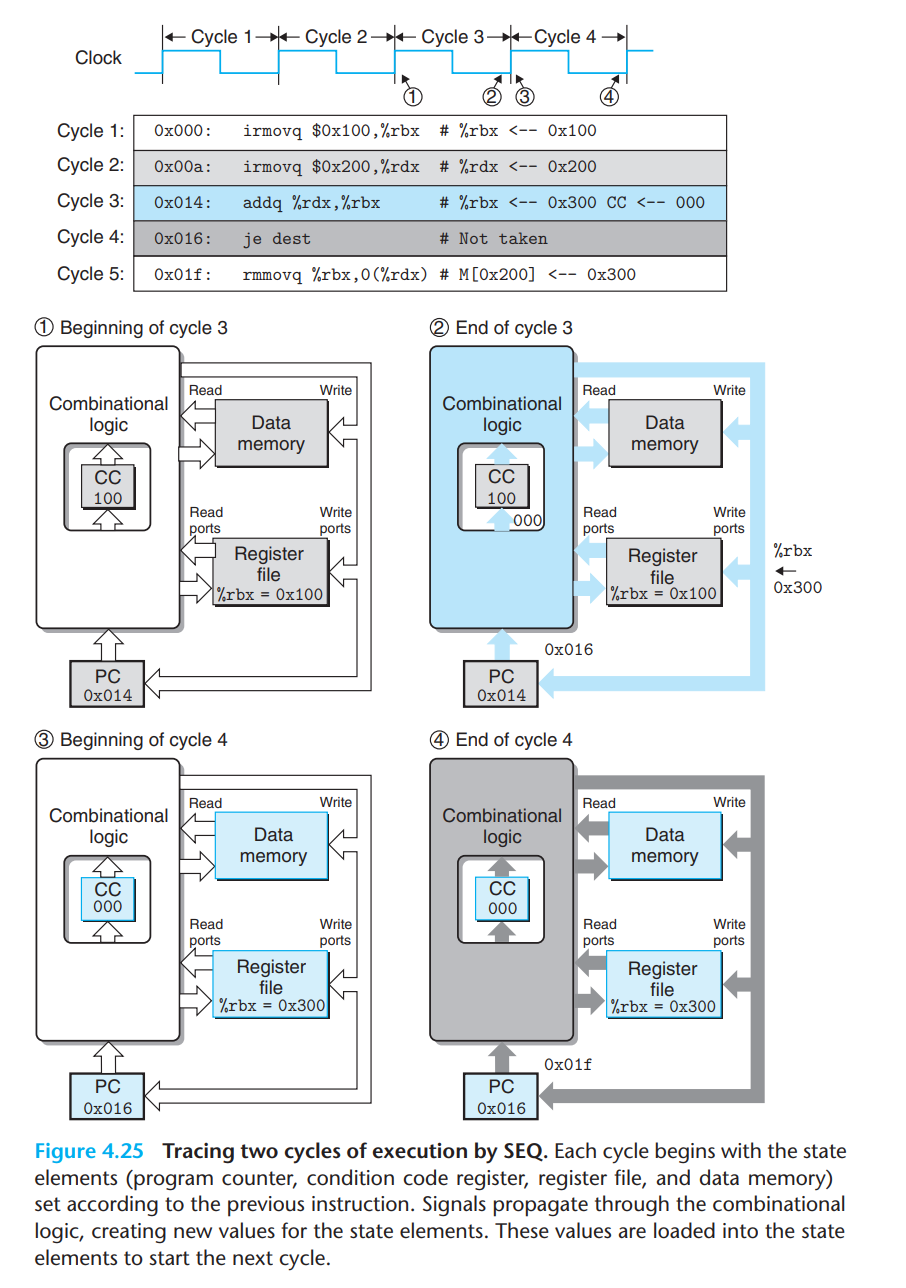 Cycle 1 Cycle 2 Cycle 3 Cycle 4
Clock
① ② ③ ④
Cycle 1: 0x000: irmovq $0x100,%rbx # %rbx <-- 0x100
Cycle 2: 0x00a: irmovq $0x200,%rdx # %rdx <-- 0x200
Cycle 3: 0x014: addq %rdx,%rbx # %rbx <-- 0x300 CC <-- 000
Cycle 4: 0x016: je dest # Not taken
Cycle 5: 0x01f: rmmovq %rbx,0(%rdx) # M[0x200] <-- 0x300
① Beginning of cycle 3
Combinational
logic
CC
100
Read
Write
Data
memory
Read
ports
Write
ports
Register
file
%rbx = 0x100
PC
0x014
② End of cycle 3
Combinational
logic
CC
100
000
Read
Write
Data
memory
Read
ports
Write
ports
Register
file
%rbx = 0x100
%rbx
0x300
0x016
PC
0x014
③ Beginning of cycle 4
Combinational
logic
CC
000
Read
Write
Data
memory
Read
ports
Write
ports
Register
file
%rbx = 0x300
PC
0x016
④ End of cycle 4
Combinational
logic
CC
000
Read
Write
Data
memory
Read
ports
Write
ports
Register
file
%rbx = 0x300
0x01f
PC
0x016
Figure 4.25 Tracing two cycles of execution by SEQ. Each cycle begins with the state
elements (program counter, condition code register, register file, and data memory)
set according to the previous instruction. Signals propagate through the combinational
logic, creating new values for the state elements. These values are loaded into the state
elements to start the next cycle.